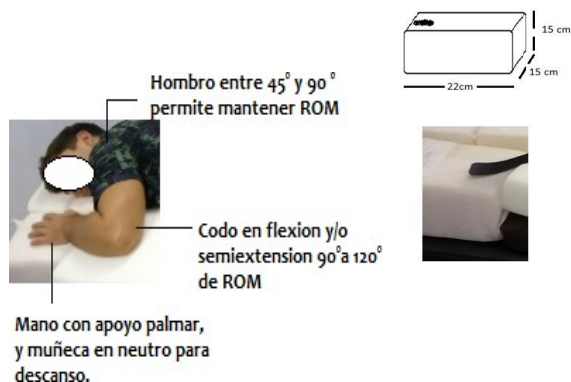 15 cm
15 cm
22cm
Hombro entre 45° y 90 °
permite mantener ROM
Codo en flexion y/o
semiextension 90°a 120°
de ROM
Mano con apoyo palmar,
y muñeca en neutro para
descanso.